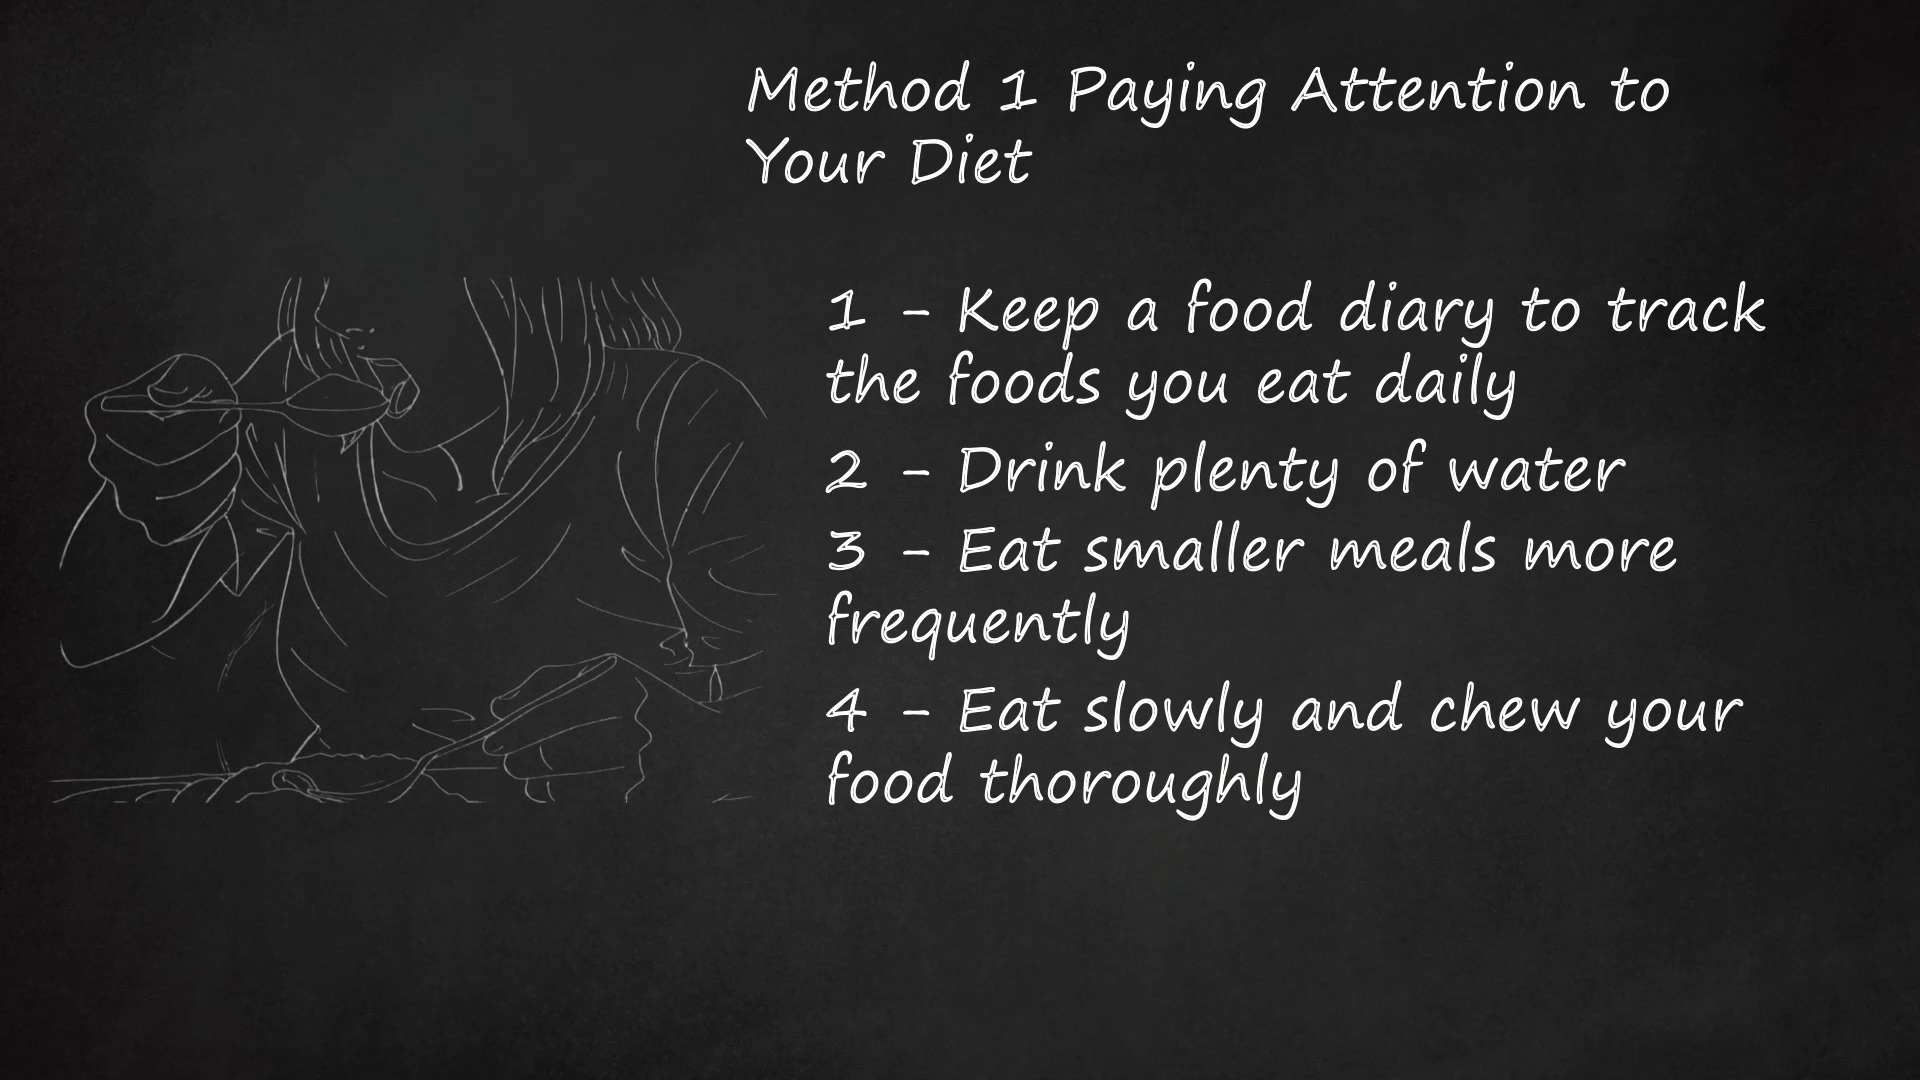 Method 1 Paying Attention to
Your Diet
1 - Keep a food diary to track
the foods you eat daily
2 - Drink plenty of water
3 - Eat smaller meals more
frequently
4 - Eat slowly and chew your
food thoroughly